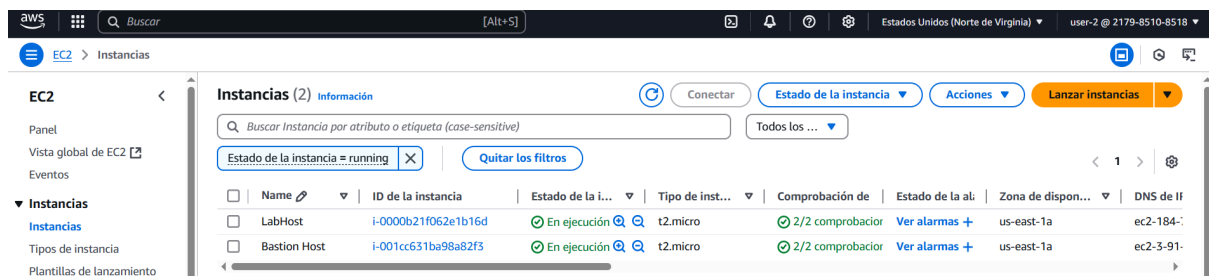 aws Buscar [Alt+S] Estados Unidos (Norte de Virginia) user-2 @ 2179-8510-8518
EC2 > Instancias
EC2
Panel
Vista global de EC2
Eventos
Instancias
Instancias
Tipos de instancia
Plantillas de lanzamiento
Instancias (2) Información Conectar Estado de la instancia Acciones Lanzar instancias
Buscar Instancia por atributo o etiqueta (case-sensitive) Todos los ...
Estado de la instancia = running Quitar los filtros 1
Name ID de la instancia Estado de la i... Tipo de inst... Comprobación de Estado de la Zona de dispon... DNS de
LabHost i-0000b21f062e1b16d En ejecución t2.micro 2/2 Ver alarmas + us-east-1a ec2-184-
Bastion Host i-001cc631ba98a82f3 En ejecución t2.micro 2/2 Ver alarmas + us-east-1a ec2-3-91-